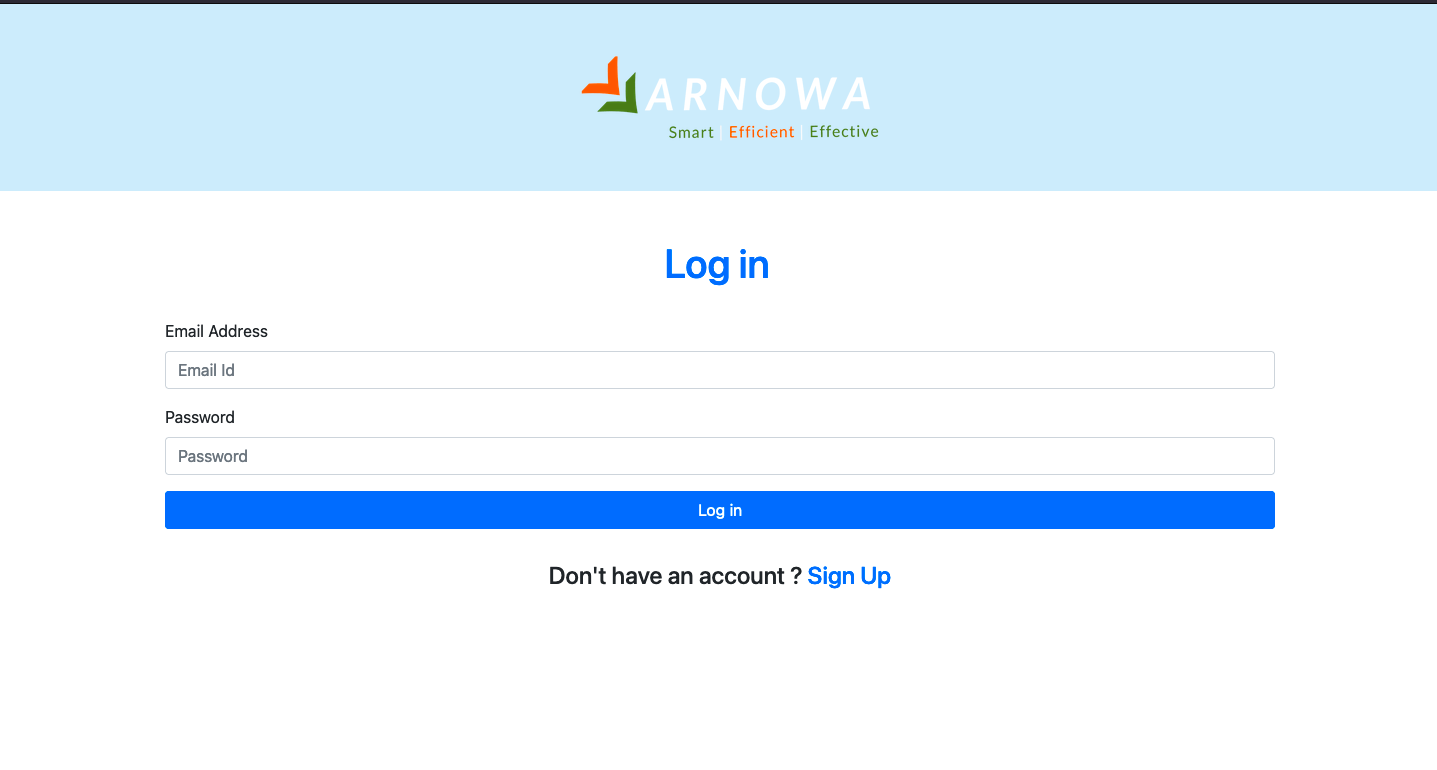 ARNOWA
Smart | Efficient | Effective
Log in
Email Address
Email Id
Password
Password
Log in
Don't have an account ? Sign Up